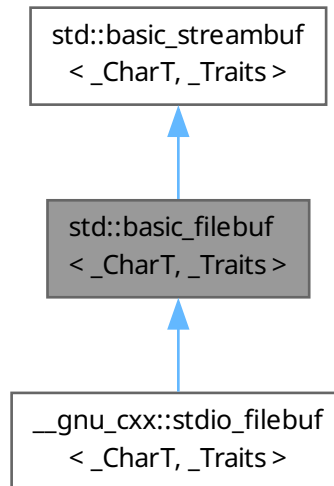 std::basic_streambuf
< _CharT, _Traits >
std::basic_filebuf
< _CharT, _Traits >
__gnu_cxx::stdio_filebuf
< _CharT, _Traits >